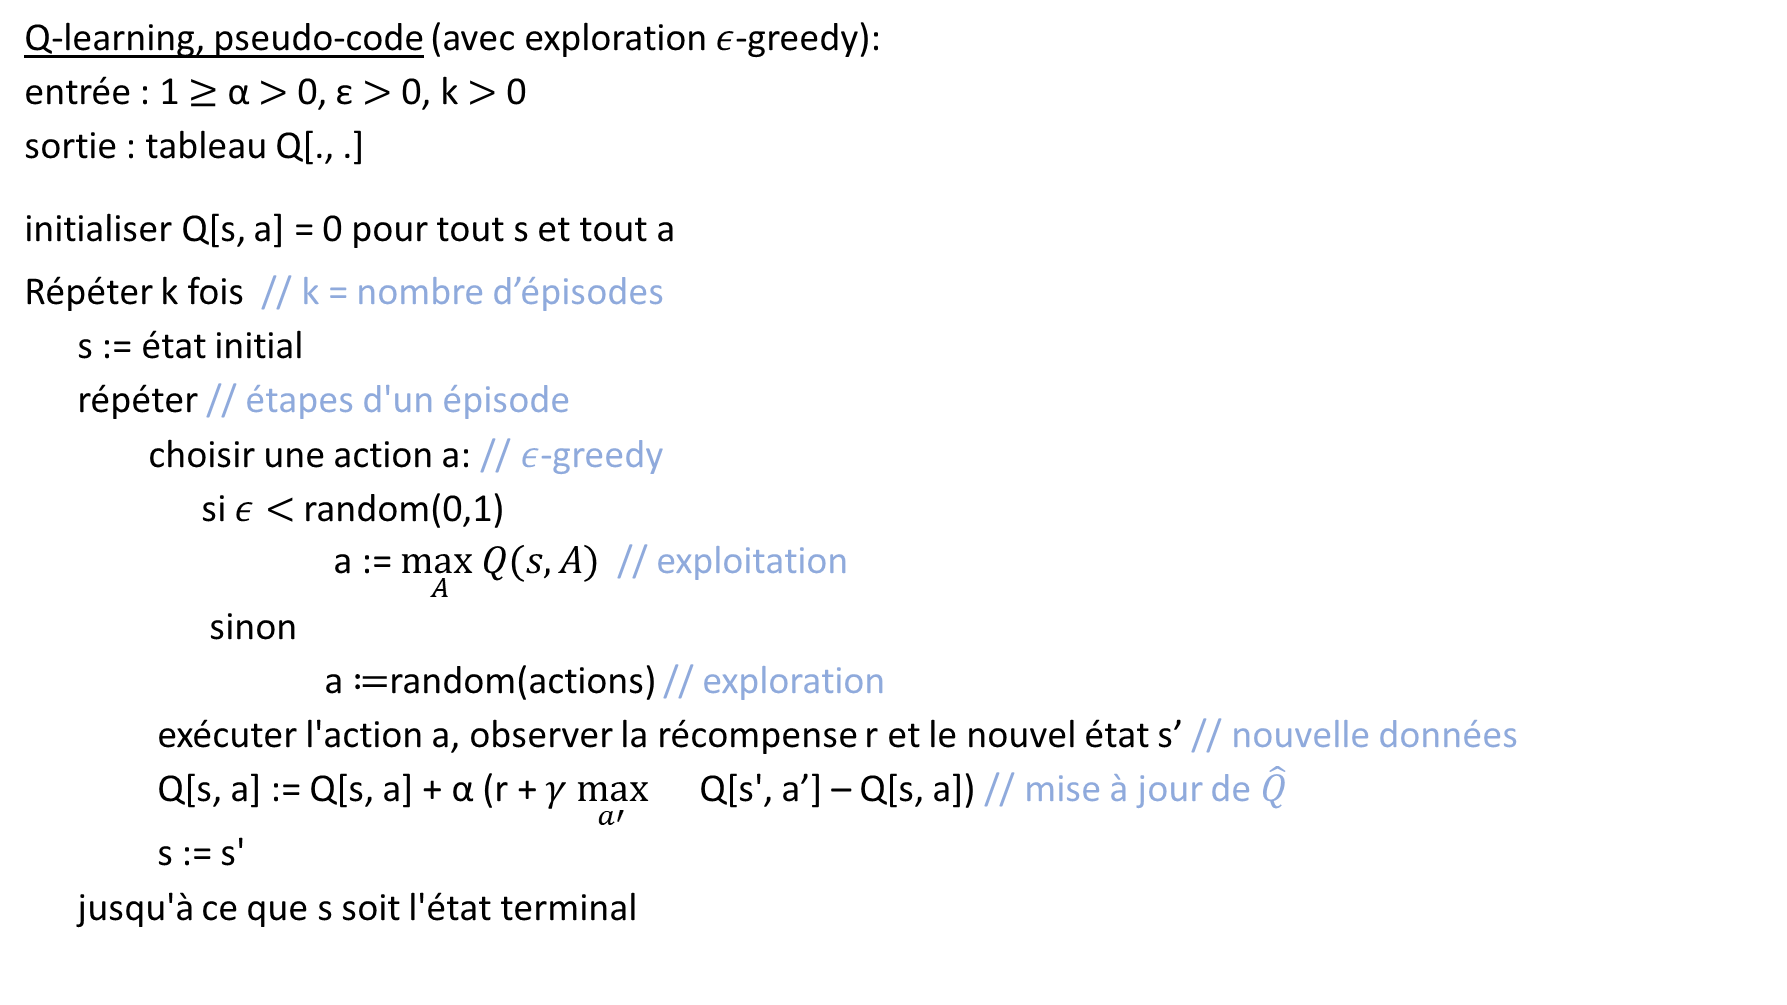 Q-learning, pseudo-code (avec exploration ϵ-greedy):
entrée : 1 ≥ α > 0, ε > 0, k > 0
sortie : tableau Q[., .]
initialiser Q[s, a] = 0 pour tout s et tout a
Répéter k fois // k = nombre d’épisodes
s := état initial
répéter // étapes d'un épisode
choisir une action a: // ϵ-greedy
si ϵ < random(0,1)
a := max Q(s, A) // exploitation
A
sinon
a ≔random(actions) // exploration
exécuter l'action a, observer la récompense r et le nouvel état s’ // nouvelle données
Q[s, a] := Q[s, a] + α (r + γ max Q[s', a’] – Q[s, a]) // mise à jour de Q̂
a′
s := s'
jusqu'à ce que s soit l'état terminal